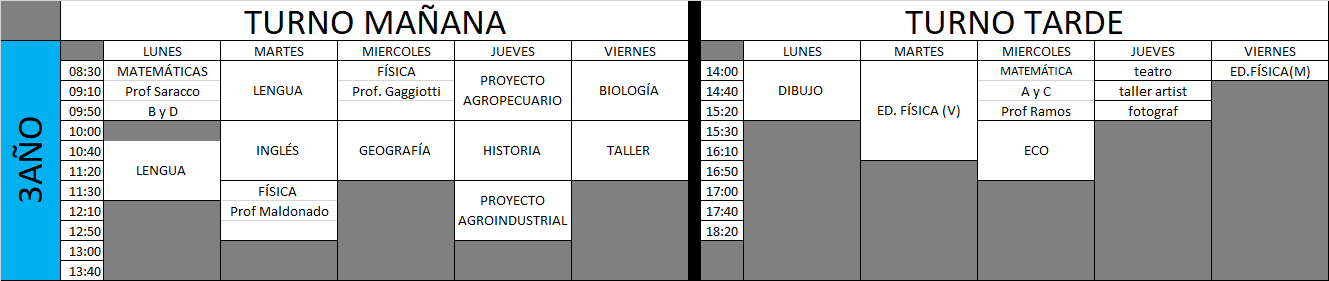 TURNO MAÑANA TURNO TARDE
3AÑO
LUNES MARTES MIERCOLES JUEVES VIERNES LUNES MARTES MIERCOLES JUEVES VIERNES
08:30 MATEMÁTICAS LENGUA FÍSICA PROYECTO AGROPECUARIO BIOLOGÍA 14:00 DIBUJO ED. FÍSICA (V) MATEMÁTICA teatro ED.FÍSICA(M)
09:10 Prof Saracco Prof. Gaggiotti 14:40 A y C taller artist
09:50 B y D 15:20 Prof Ramos fotograf
10:00 INGLÉS GEOGRAFÍA HISTORIA TALLER 15:30 ECO
10:40 LENGUA 16:10
11:20 16:50
11:30 FÍSICA PROYECTO AGROINDUSTRIAL 17:00
12:10 Prof Maldonado 17:40
12:50 18:20
13:00
13:40